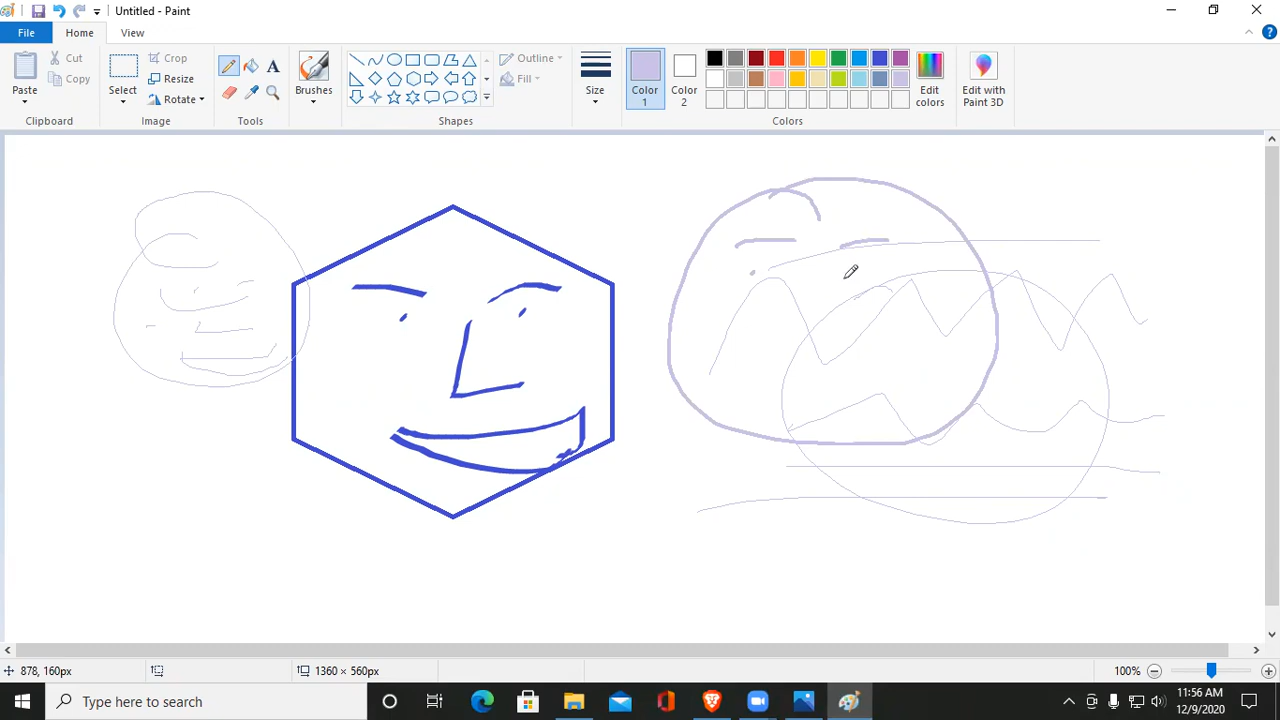 Untitled - Paint
File Home View
Cut
Copy
Paste
Clipboard
Crop
Resize
Rotate
Select
Image
A
Tools
Brushes
Outline
Fill
Shapes
Size
Color 1
Color 2
Edit colors
Colors
Edit with Paint 3D
878, 160px
1360 × 560px
100%
Type here to search
11:56 AM
12/9/2020